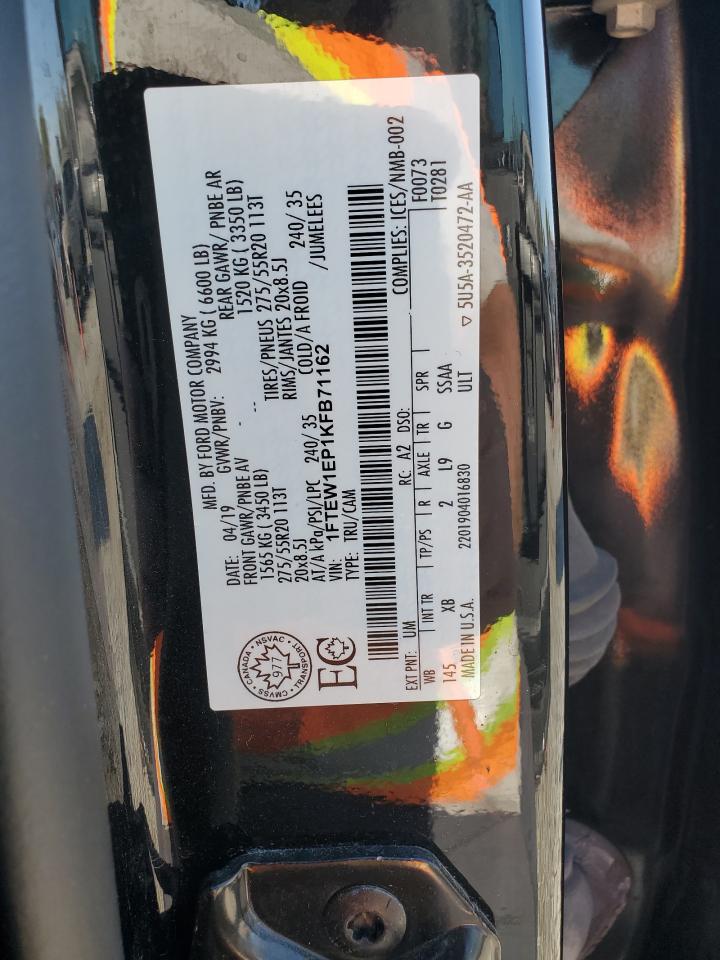 MFD. BY FORD MOTOR COMPANY
DATE: 04/19 GVWR/PNBV: 2994 KG ( 6600 LB)
FRONT GAWR/PNBE AV REAR GAWR/ PNBE AR
1565 KG ( 3450 LB) - 1520 KG ( 3350 LB)
275/55R20 113T -- TIRES/PNEUS 275/55R20 113T
20x8.5J RIMS/JANTES 20x8.5J
AT/A kPa/PSI/LPC 240/ 35 COLD/A FROID 240/ 35
VIN: 1FTEW1EP1KFB71162 /JUMELEES
TYPE: TRU/CAM
CMVSS • CANADA • NSVAC • TRANSPORT •
977
EC
COMPLIES: ICES/NMB-002
EXT PNT: UM RC: A2 DSO: F0073
WB INT TR TP/PS R AXLE TR SPR T0281
145 XB 2 L9 G SSAA
MADE IN U.S.A. 2201904016830 ULT ▽ 5U5A-3520472-AA